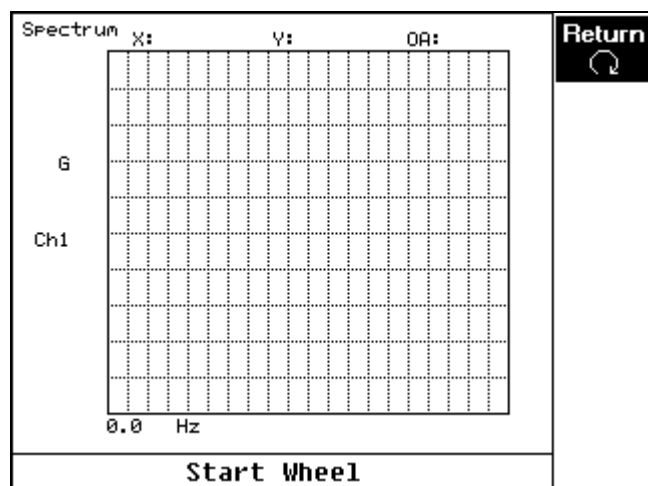 Spectrum X: Y: OA:
Return
G
Ch1
0.0 Hz
Start Wheel